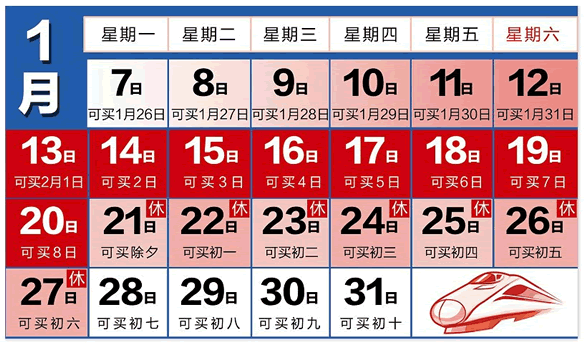 1月
星期一 星期二 星期三 星期四 星期五 星期六
7日 8日 9日 10日 11日 12日
可买1月26日 可买1月27日 可买1月28日 可买1月29日 可买1月30日 可买1月31日
13日 14日 15日 16日 17日 18日 19日
可买2月1日 可买2日 可买3日 可买4日 可买5日 可买6日 可买7日
20日 21日 休 22日 休 23日 休 24日 休 25日 休 26日 休
可买8日 可买除夕 可买初一 可买初二 可买初三 可买初四 可买初五
27日 休 28日 29日 30日 31日
可买初六 可买初七 可买初八 可买初九 可买初十